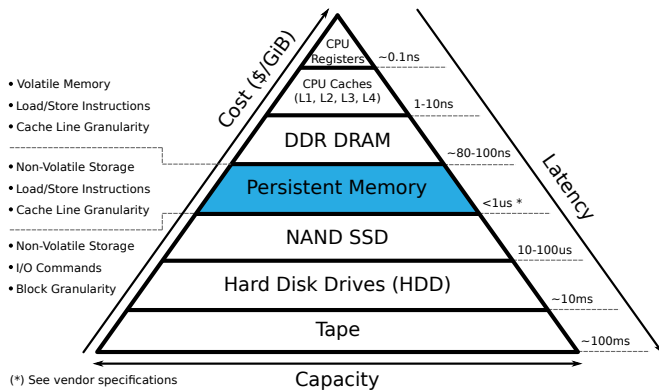 CPU
Registers
~0.1ns
Cost ($/GiB)
• Volatile Memory
• Load/Store Instructions
• Cache Line Granularity
CPU Caches
(L1, L2, L3, L4)
1-10ns
DDR DRAM
~80-100ns
Latency
• Non-Volatile Storage
• Load/Store Instructions
• Cache Line Granularity
Persistent Memory
<1us *
• Non-Volatile Storage
• I/O Commands
• Block Granularity
NAND SSD
10-100us
Hard Disk Drives (HDD)
~10ms
Tape
~100ms
(*) See vendor specifications
Capacity